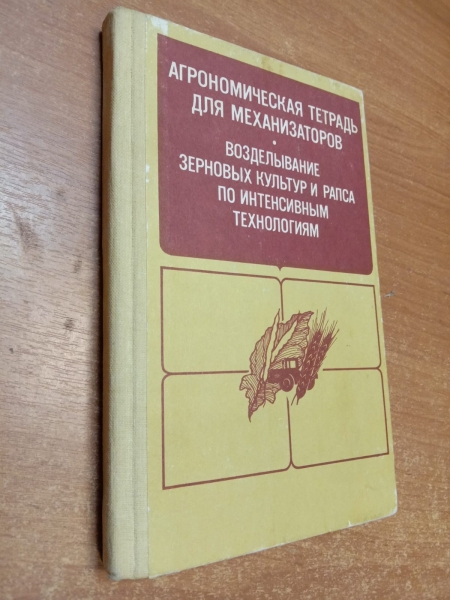 АГРОНОМИЧЕСКАЯ ТЕТРАДЬ
ДЛЯ МЕХАНИЗАТОРОВ
•
ВОЗДЕЛЫВАНИЕ
ЗЕРНОВЫХ КУЛЬТУР И РАПСА
ПО ИНТЕНСИВНЫМ
ТЕХНОЛОГИЯМ